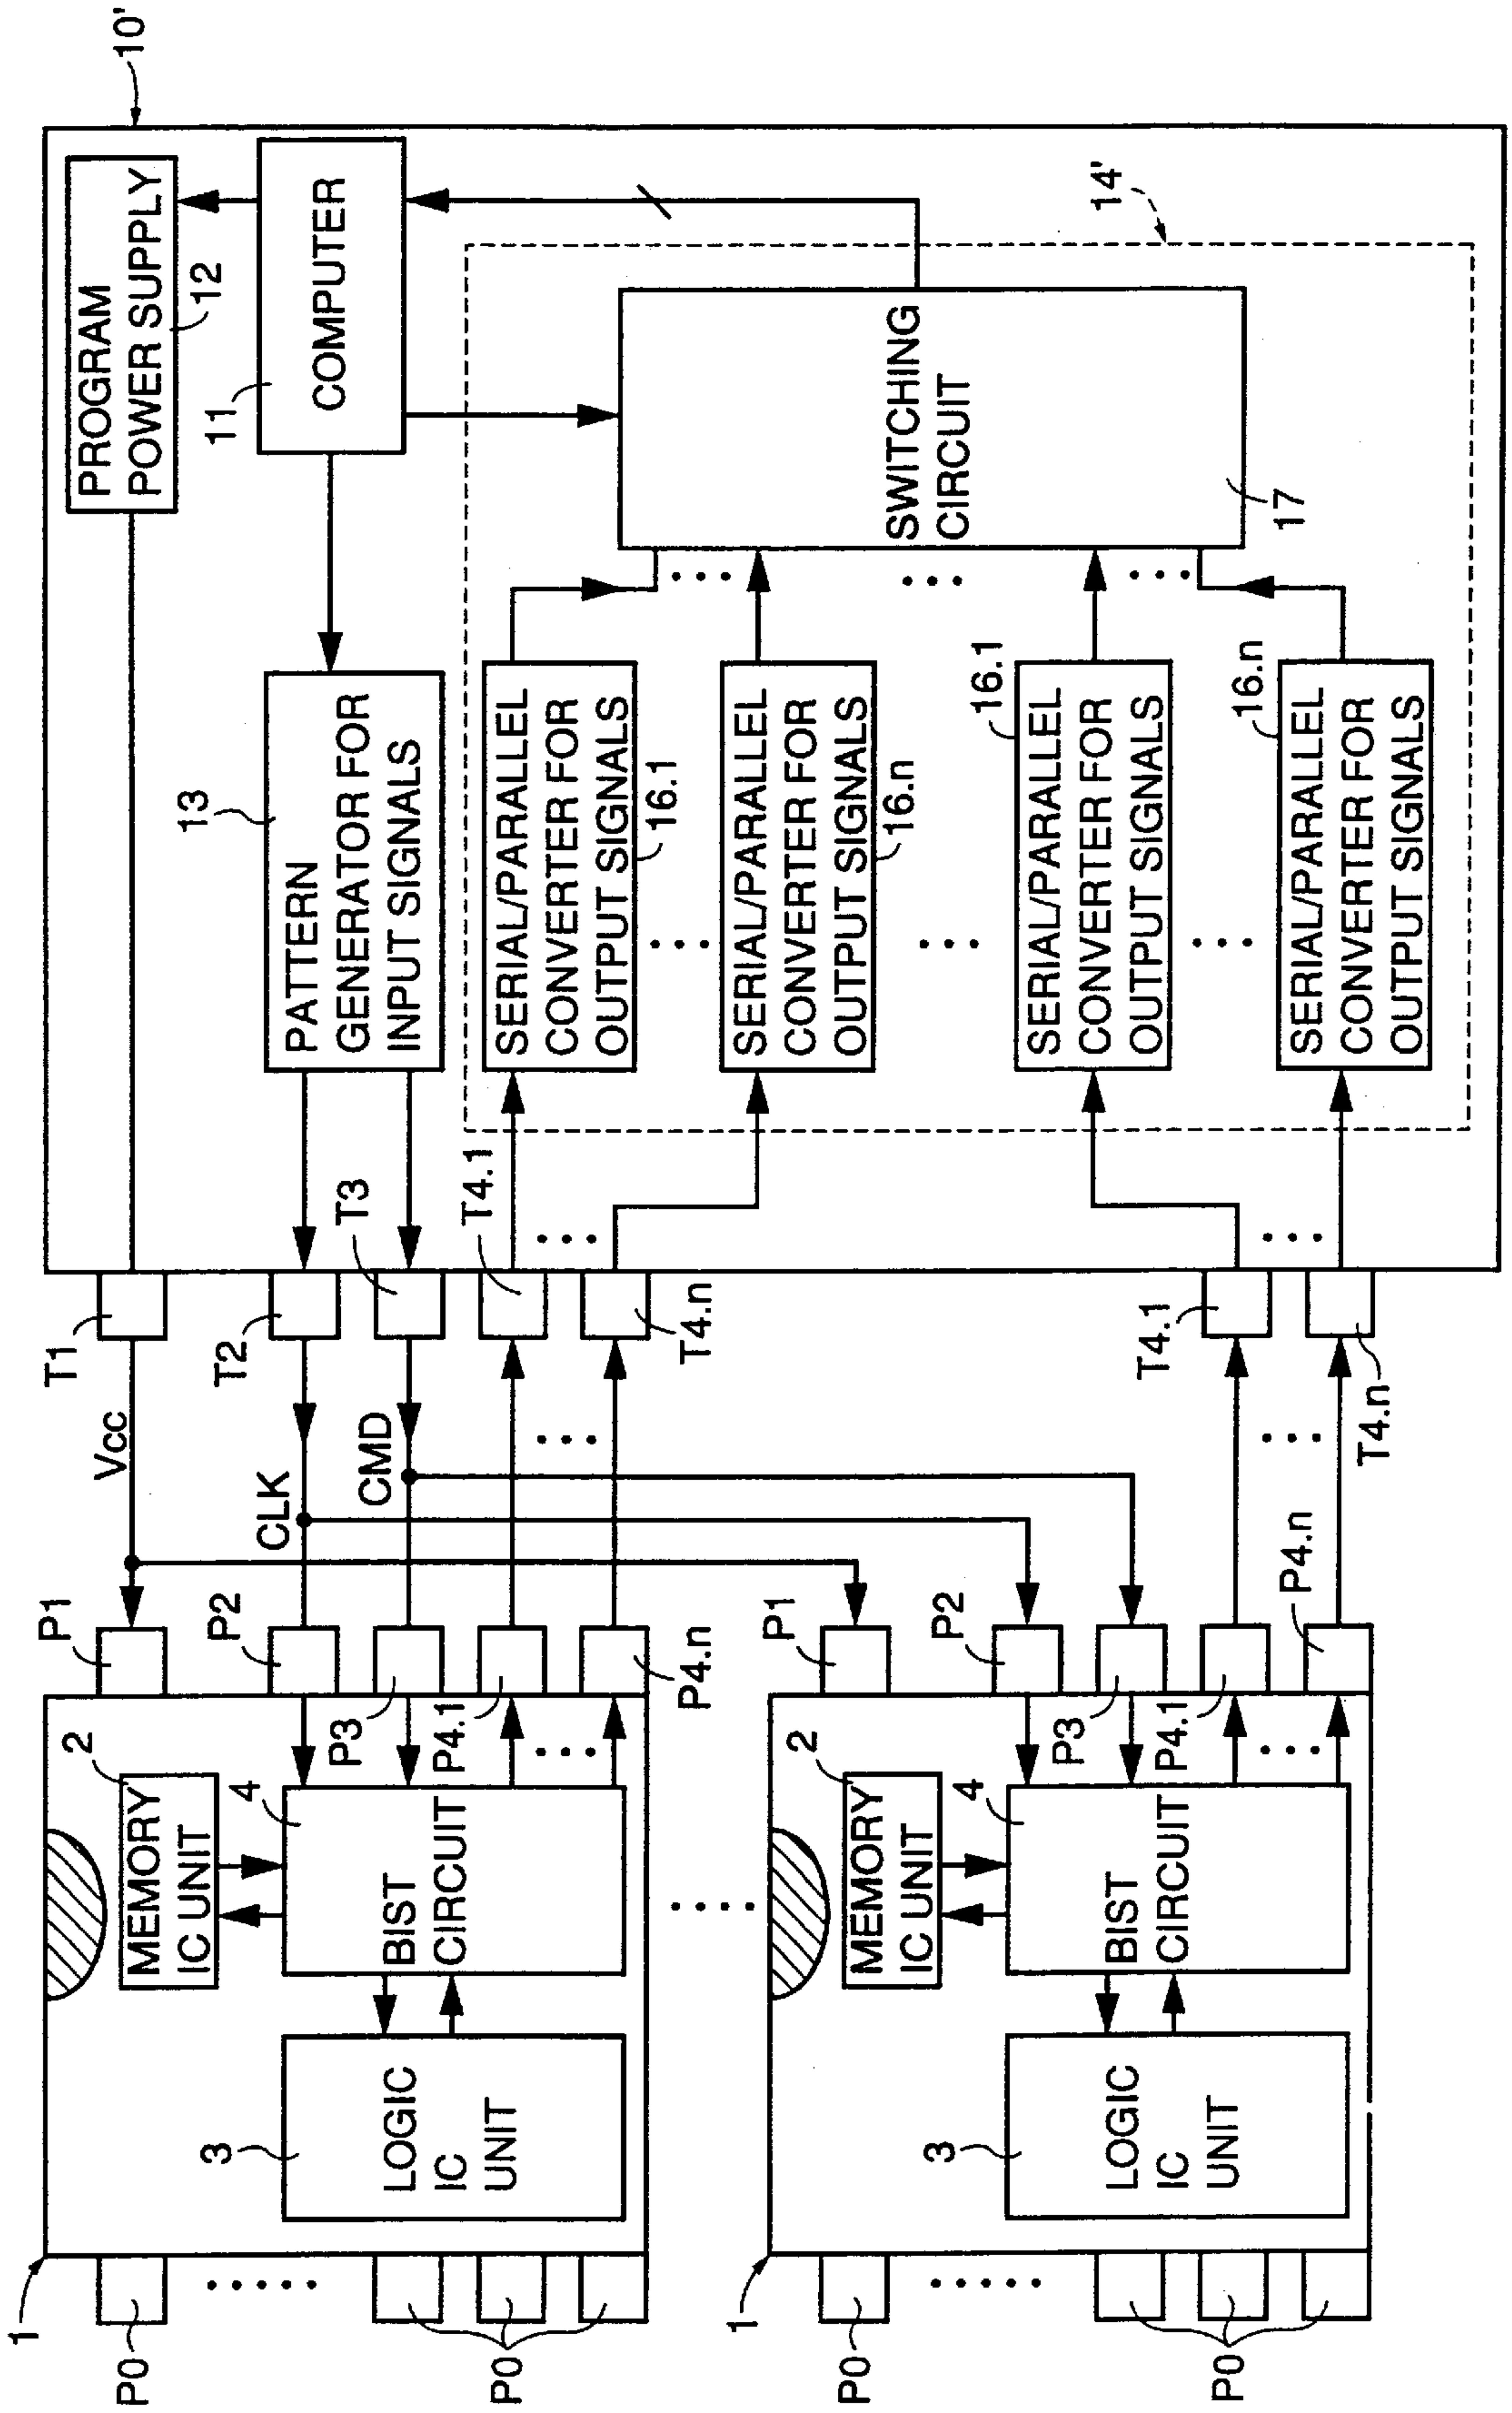 10'
PROGRAM
POWER SUPPLY
12
COMPUTER
11
14'
SWITCHING
CIRCUIT
17
PATTERN
GENERATOR FOR
INPUT SIGNALS
13
SERIAL/PARALLEL
CONVERTER FOR
OUTPUT SIGNALS
16.1
SERIAL/PARALLEL
CONVERTER FOR
OUTPUT SIGNALS
16.n
SERIAL/PARALLEL
CONVERTER FOR
OUTPUT SIGNALS
16.1
SERIAL/PARALLEL
CONVERTER FOR
OUTPUT SIGNALS
16.n
T1
T2
T3
T4.1
T4.n
T4.1
T4.n
Vcc
CLK
CMD
P1
P2
P3
P4.1
P4.n
MEMORY
IC UNIT
2
BIST
CIRCUIT
4
LOGIC
IC
UNIT
3
1
P0
P0
P1
P2
P3
P4.1
P4.n
MEMORY
IC UNIT
2
BIST
CIRCUIT
4
LOGIC
IC
UNIT
3
1
P0
P0